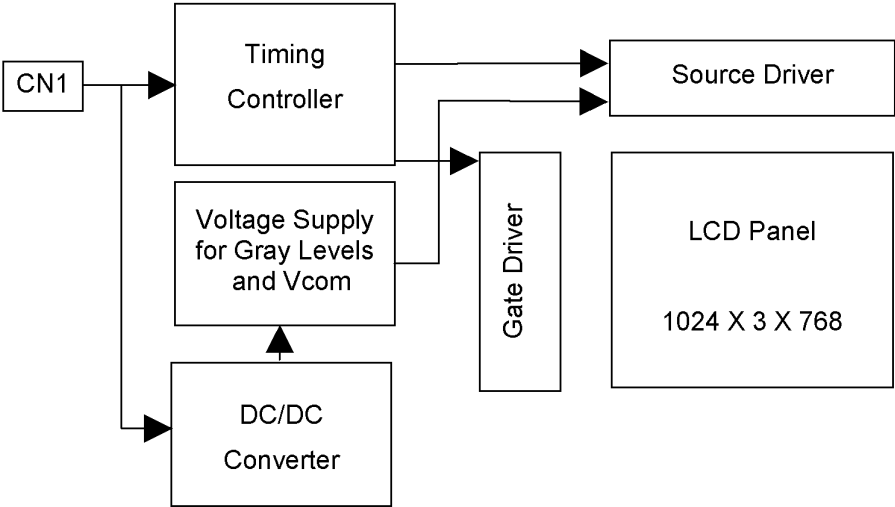 CN1
Timing
Controller
Source Driver
Voltage Supply
for Gray Levels
and Vcom
Gate Driver
LCD Panel
1024 X 3 X 768
DC/DC
Converter